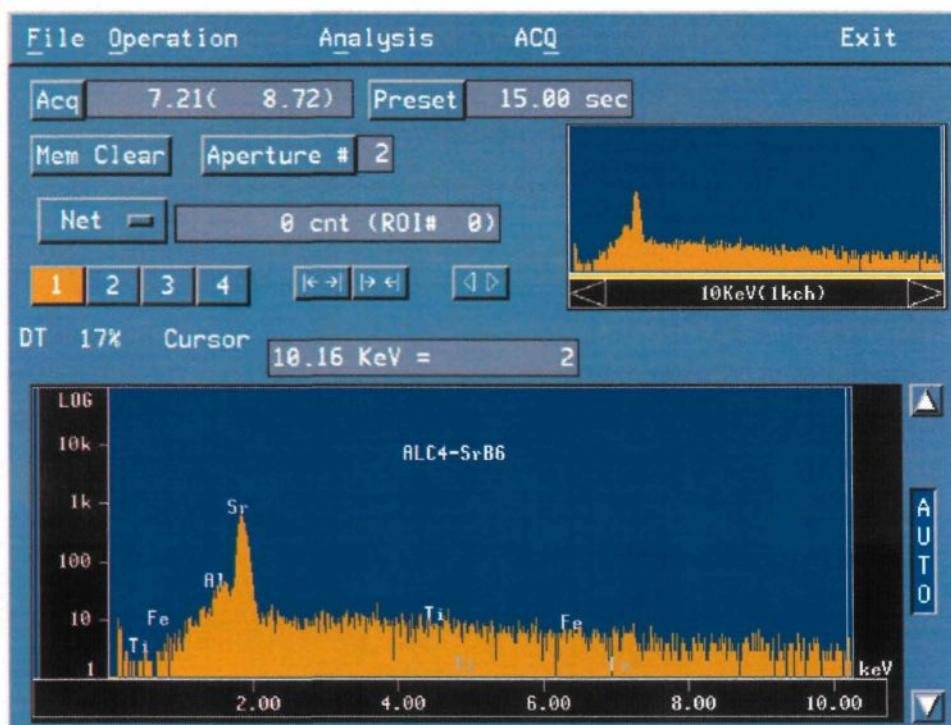 File Operation Analysis ACQ Exit
Acq 7.21( 8.72) Preset 15.00 sec
Mem Clear Aperture # 2
Net 0 cnt (ROI# 0)
1 2 3 4
10KeV(1kch)
DT 17% Cursor 10.16 KeV = 2
LOG
10k
ALC4-SrB6
1k
Sr
100
Al
10
Fe Ti Fe
Ti
1
Ti Fe
keV
2.00 4.00 6.00 8.00 10.00
AUTO